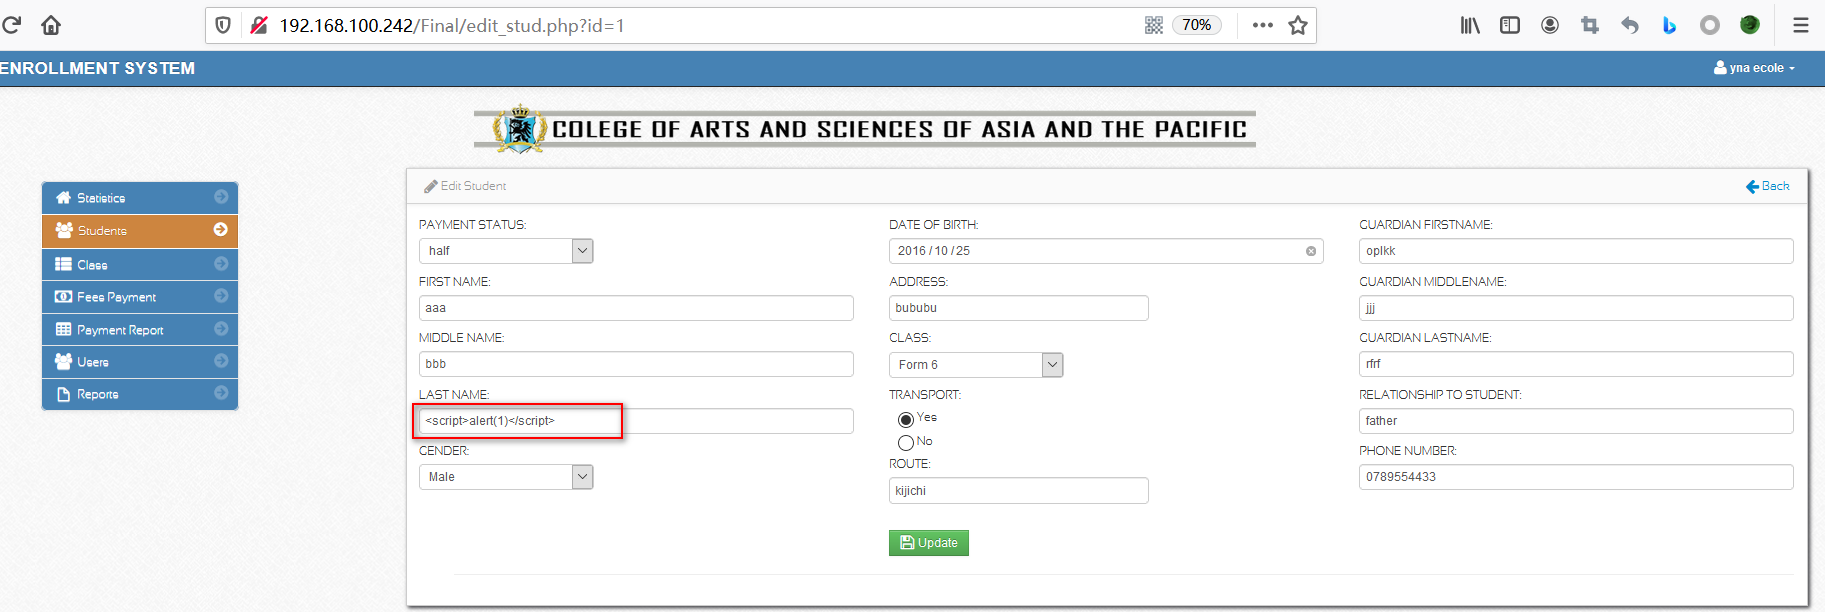 192.168.100.242/Final/edit_stud.php?id=1
70%
ENROLLMENT SYSTEM
yna ecole
COLEGE OF ARTS AND SCIENCES OF ASIA AND THE PACIFIC
Statistics
Students
Class
Fees Payment
Payment Report
Users
Reports
Edit Student
Back
PAYMENT STATUS:
half
FIRST NAME:
aaa
MIDDLE NAME:
bbb
LAST NAME:
<script>alert(1)</script>
GENDER:
Male
DATE OF BIRTH:
2016 / 10 / 25
ADDRESS:
bububu
CLASS:
Form 6
TRANSPORT:
Yes
No
ROUTE:
kijichi
Update
GUARDIAN FIRSTNAME:
oplkk
GUARDIAN MIDDLENAME:
jjj
GUARDIAN LASTNAME:
rfrf
RELATIONSHIP TO STUDENT:
father
PHONE NUMBER:
0789554433